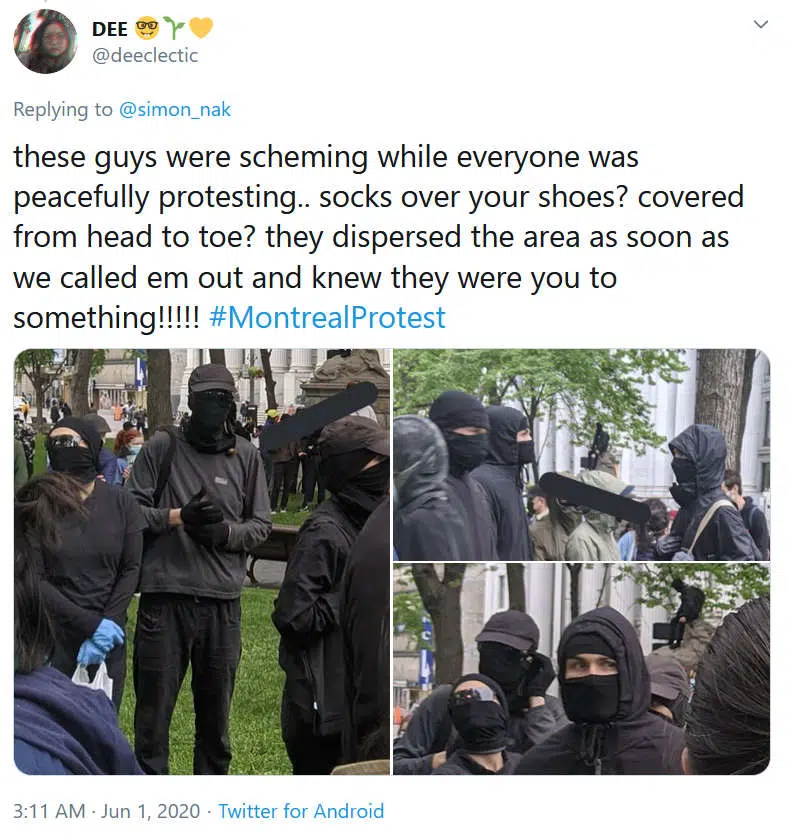 DEE 🤓🌱💛
@deeclectic
Replying to @simon_nak
these guys were scheming while everyone was
peacefully protesting.. socks over your shoes? covered
from head to toe? they dispersed the area as soon as
we called em out and knew they were you to
something!!!!! #MontrealProtest
3:11 AM · Jun 1, 2020 · Twitter for Android